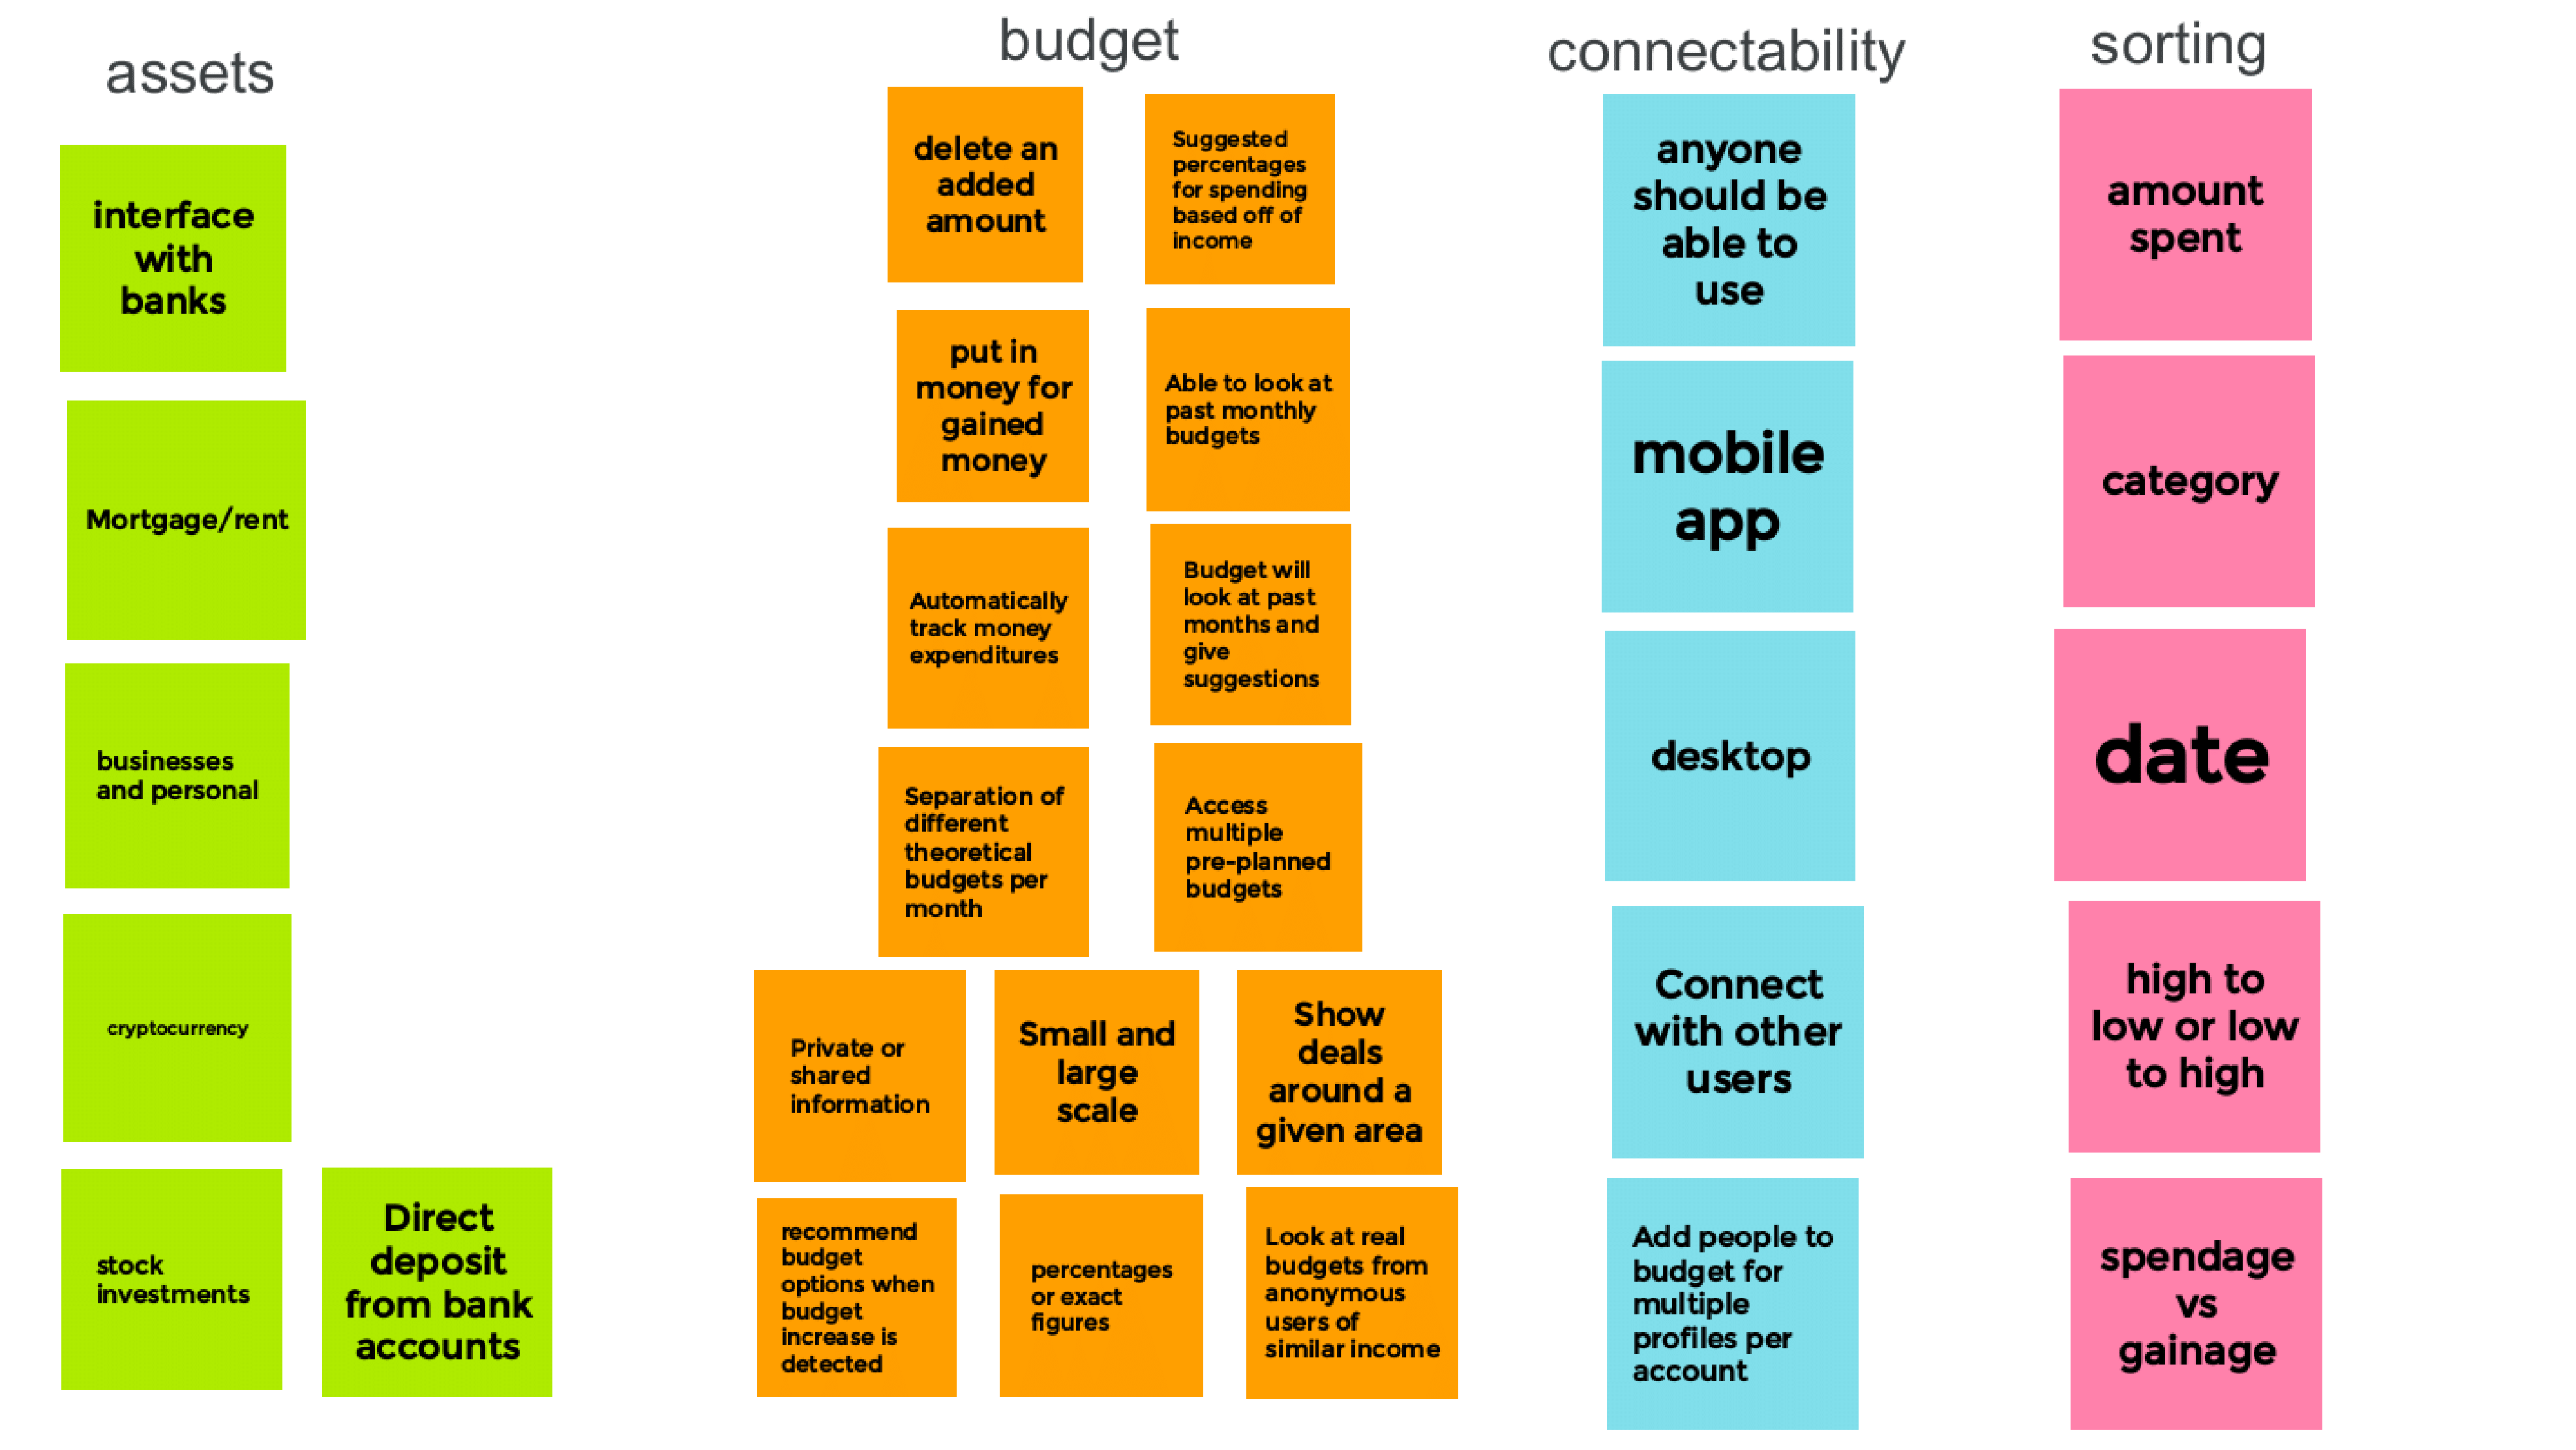 assets
interface
with
banks
Mortgage/rent
businesses
and personal
cryptocurrency
stock
investments
Direct
deposit
from bank
accounts
budget
delete an
added
amount
Suggested
percentages
for spending
based off of
income
put in
money for
gained
money
Able to look at
past monthly
budgets
Automatically
track money
expenditures
Budget will
look at past
months and
give
suggestions
Separation of
different
theoretical
budgets per
month
Access
multiple
pre-planned
budgets
Private or
shared
information
Small and
large
scale
Show
deals
around a
given area
recommend
budget
options when
budget
increase is
detected
percentages
or exact
figures
Look at real
budgets from
anonymous
users of
similar income
connectability
anyone
should be
able to
use
mobile
app
desktop
Connect
with other
users
Add people to
budget for
multiple
profiles per
account
sorting
amount
spent
category
date
high to
low or low
to high
spendage
vs
gainage